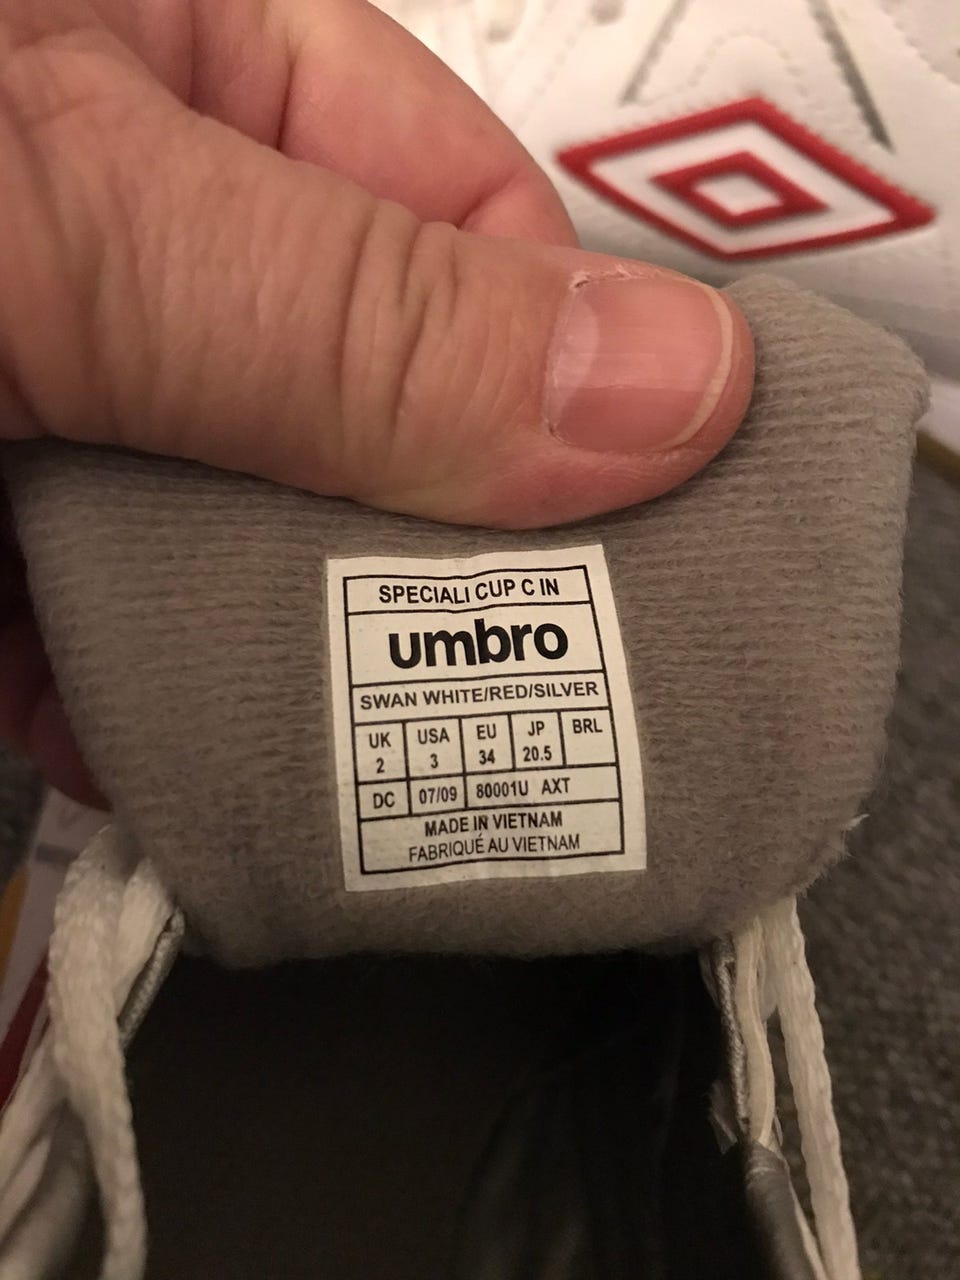 SPECIALI CUP C IN
umbro
SWAN WHITE/RED/SILVER
UK USA EU JP BRL
2 3 34 20.5
DC 07/09 80001U AXT
MADE IN VIETNAM
FABRIQUÉ AU VIETNAM